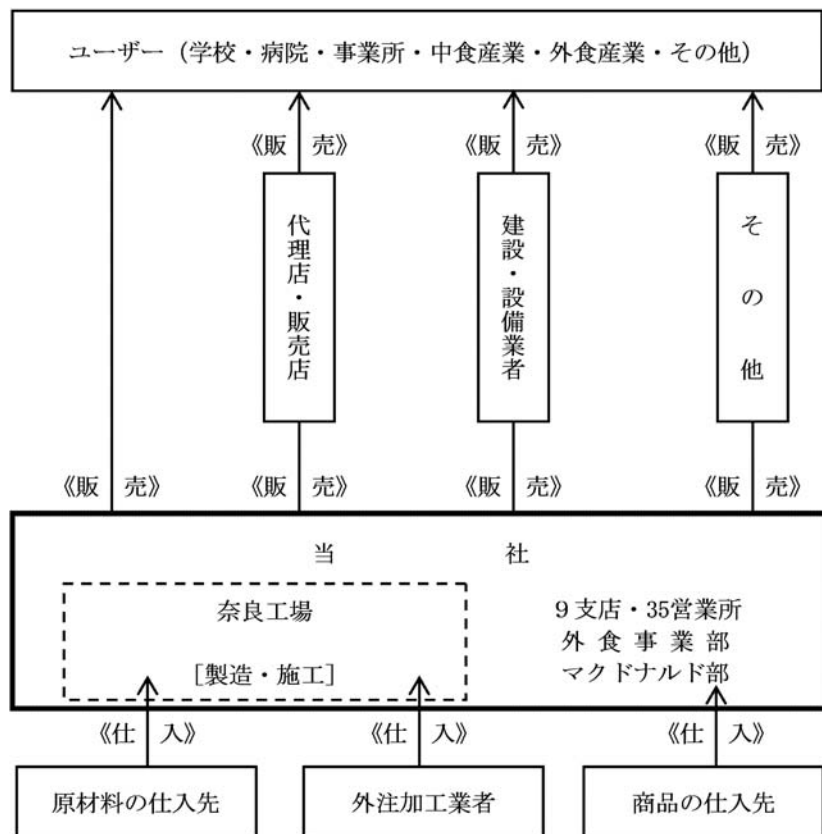 ユーザー（学校・病院・事業所・中食産業・外食産業・その他）
《販　売》
《販　売》
《販　売》
代理店・販売店
建設・設備業者
その他
《販　売》
《販　売》
《販　売》
《販　売》
当　　社
奈良工場
[製造・施工]
９支店・35営業所
外食事業部
マクドナルド部
《仕　入》
《仕　入》
《仕　入》
原材料の仕入先
外注加工業者
商品の仕入先